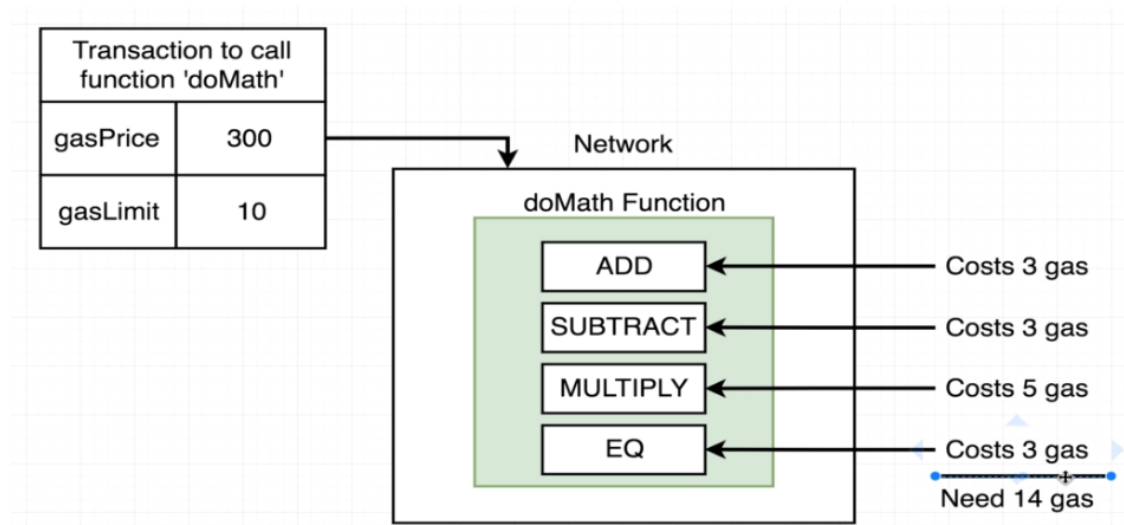 Transaction to call
function 'doMath'
gasPrice 300
gasLimit 10
Network
doMath Function
ADD
Costs 3 gas
SUBTRACT
Costs 3 gas
MULTIPLY
Costs 5 gas
EQ
Costs 3 gas
Need 14 gas